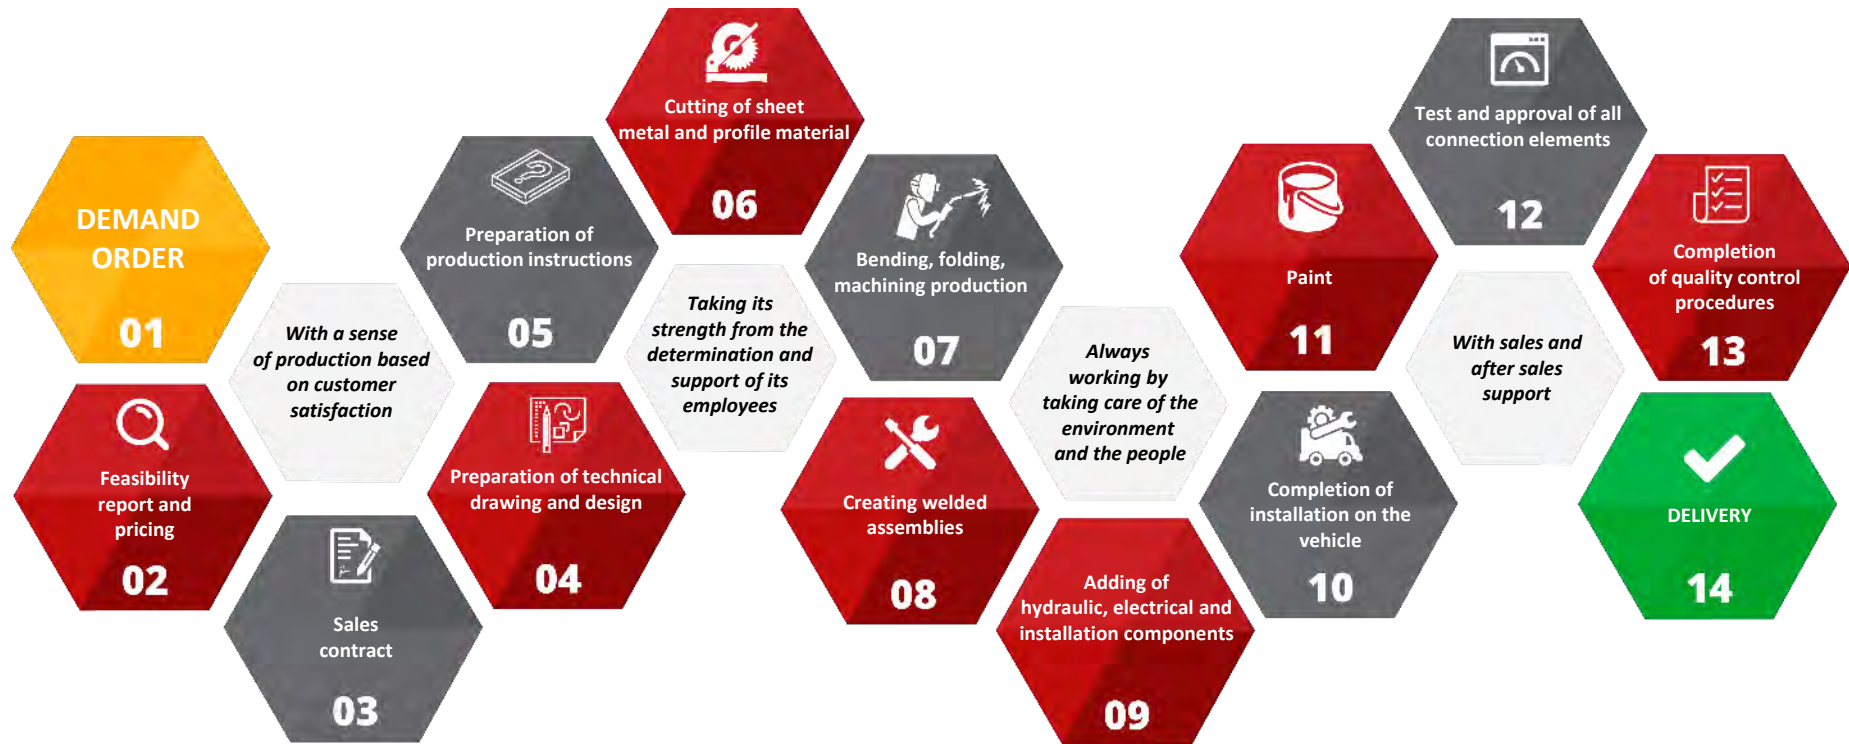 DEMAND
ORDER
01
Feasibility
report and
pricing
02
Sales
contract
03
Preparation of technical
drawing and design
04
Preparation of
production instructions
05
Cutting of sheet
metal and profile material
06
Bending, folding,
machining production
07
Creating welded
assemblies
08
Adding of
hydraulic, electrical and
installation components
09
Completion of
installation on the
vehicle
10
Paint
11
Test and approval of all
connection elements
12
Completion
of quality control
procedures
13
DELIVERY
14
With a sense
of production based
on customer
satisfaction
Taking its
strength from the
determination and
support of its
employees
Always
working by
taking care of the
environment
and the people
With sales and
after sales
support